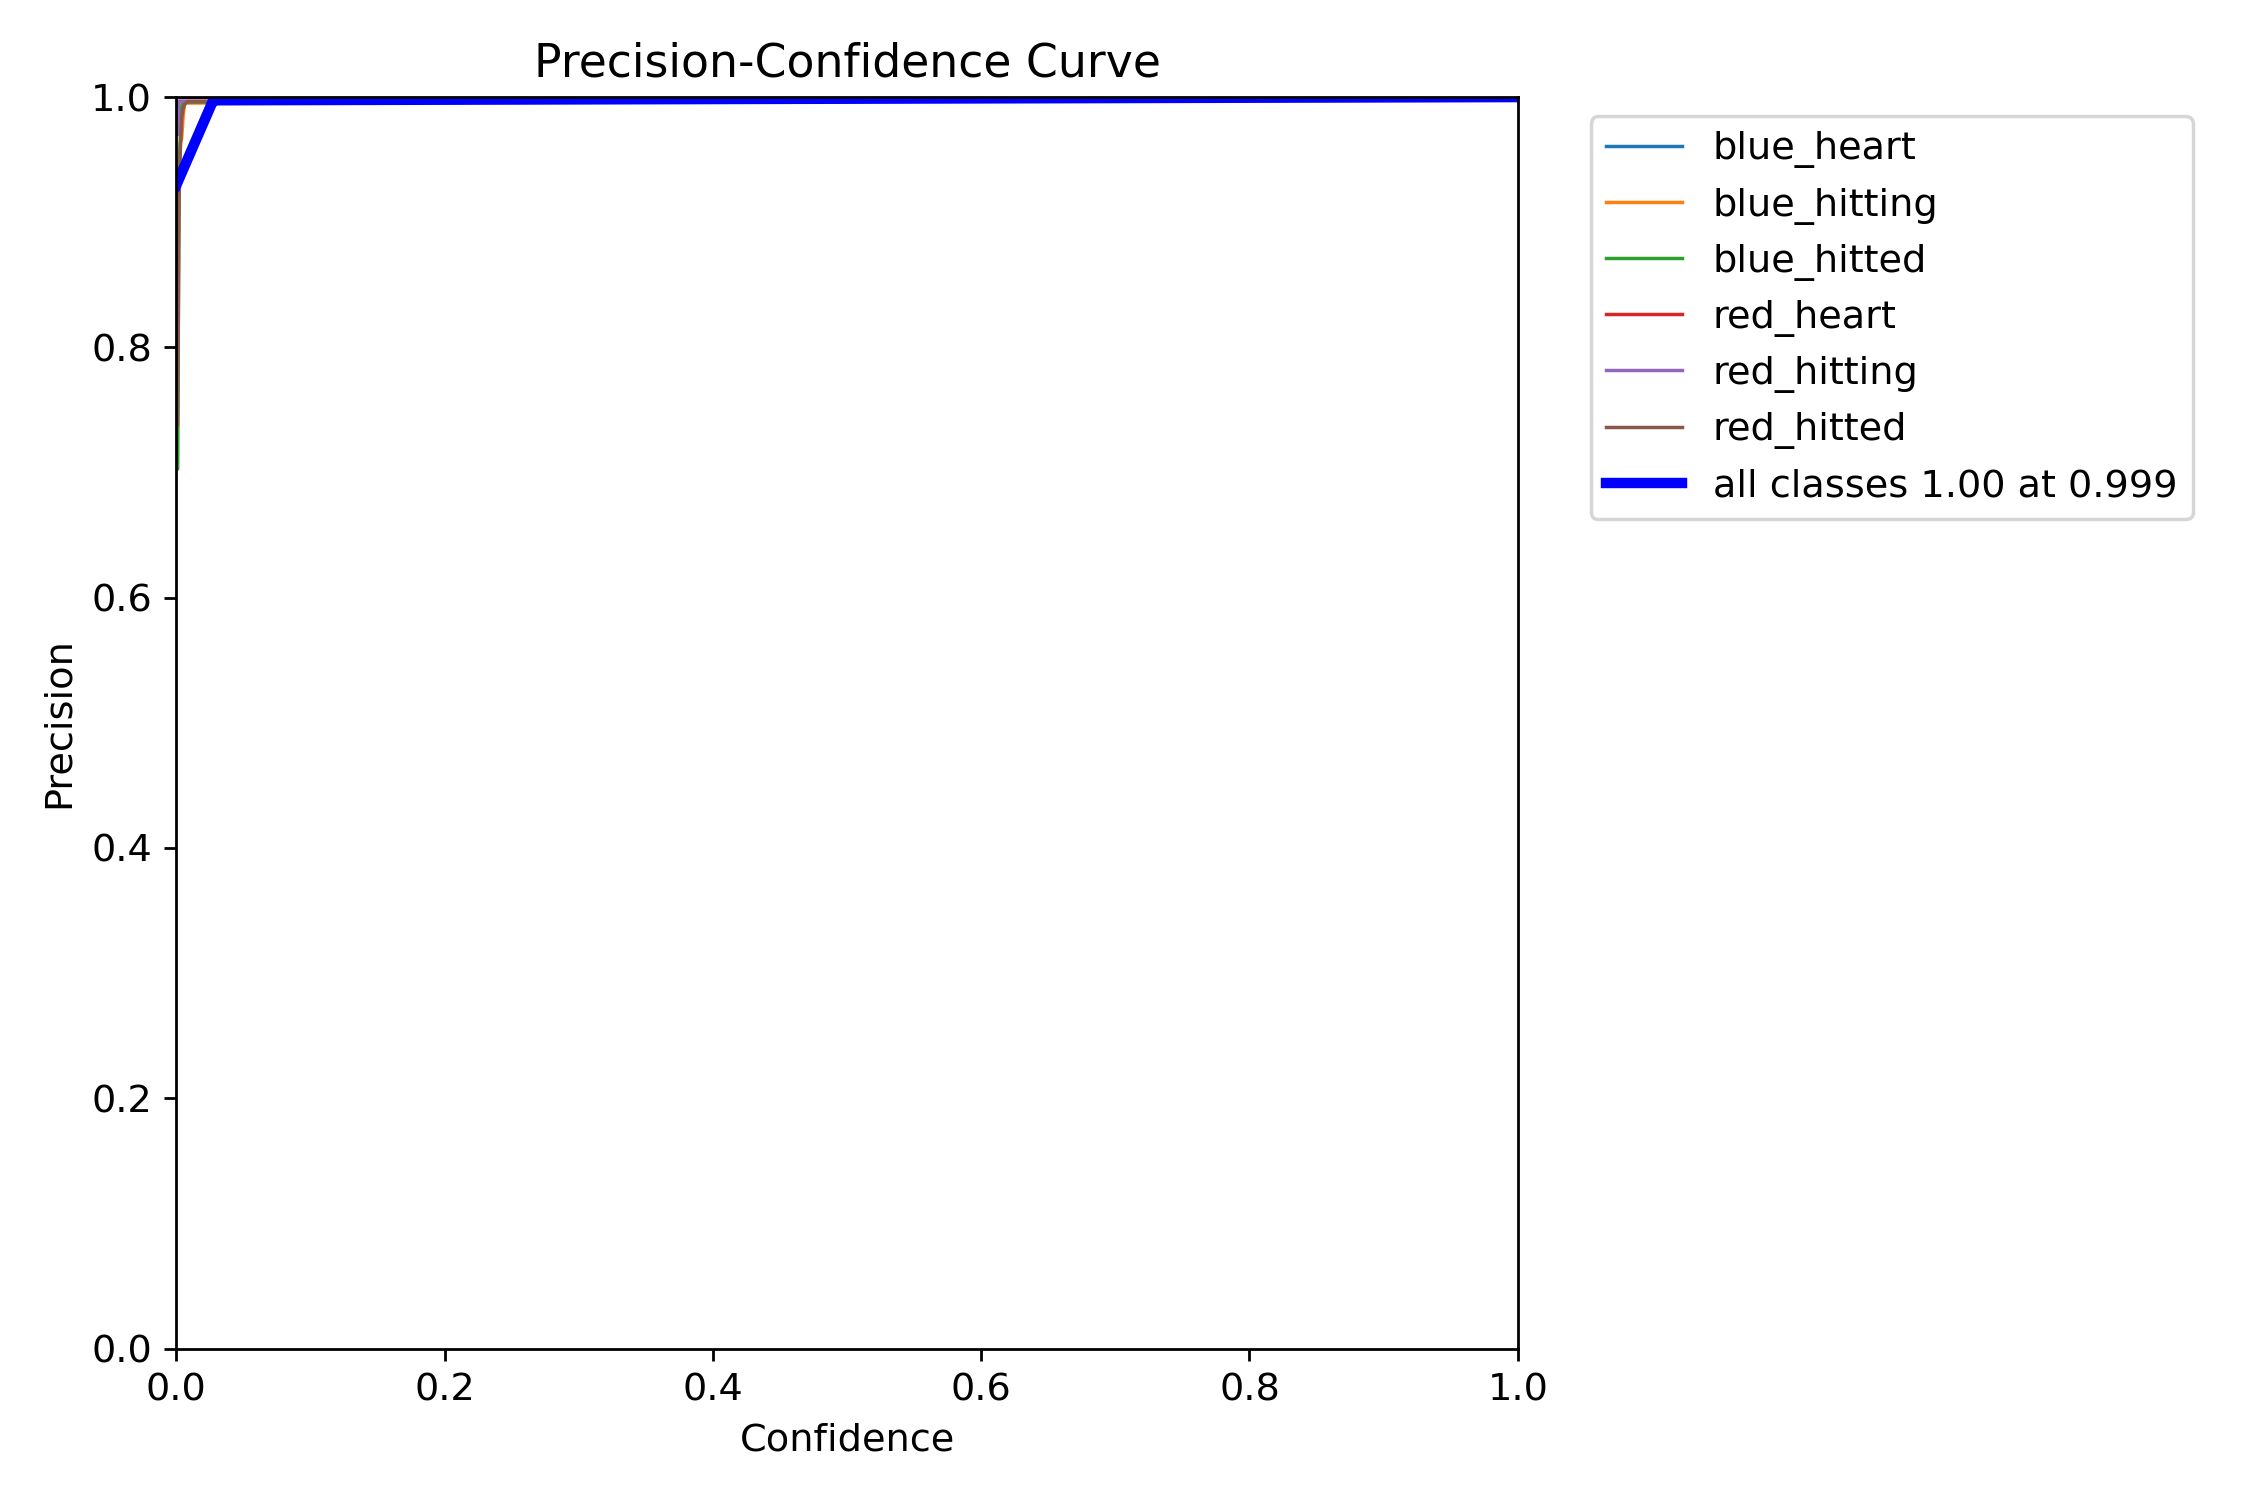 Precision-Confidence Curve
1.0
0.8
0.6
0.4
0.2
0.0
Precision
0.0 0.2 0.4 0.6 0.8 1.0
Confidence
blue_heart
blue_hitting
blue_hitted
red_heart
red_hitting
red_hitted
all classes 1.00 at 0.999